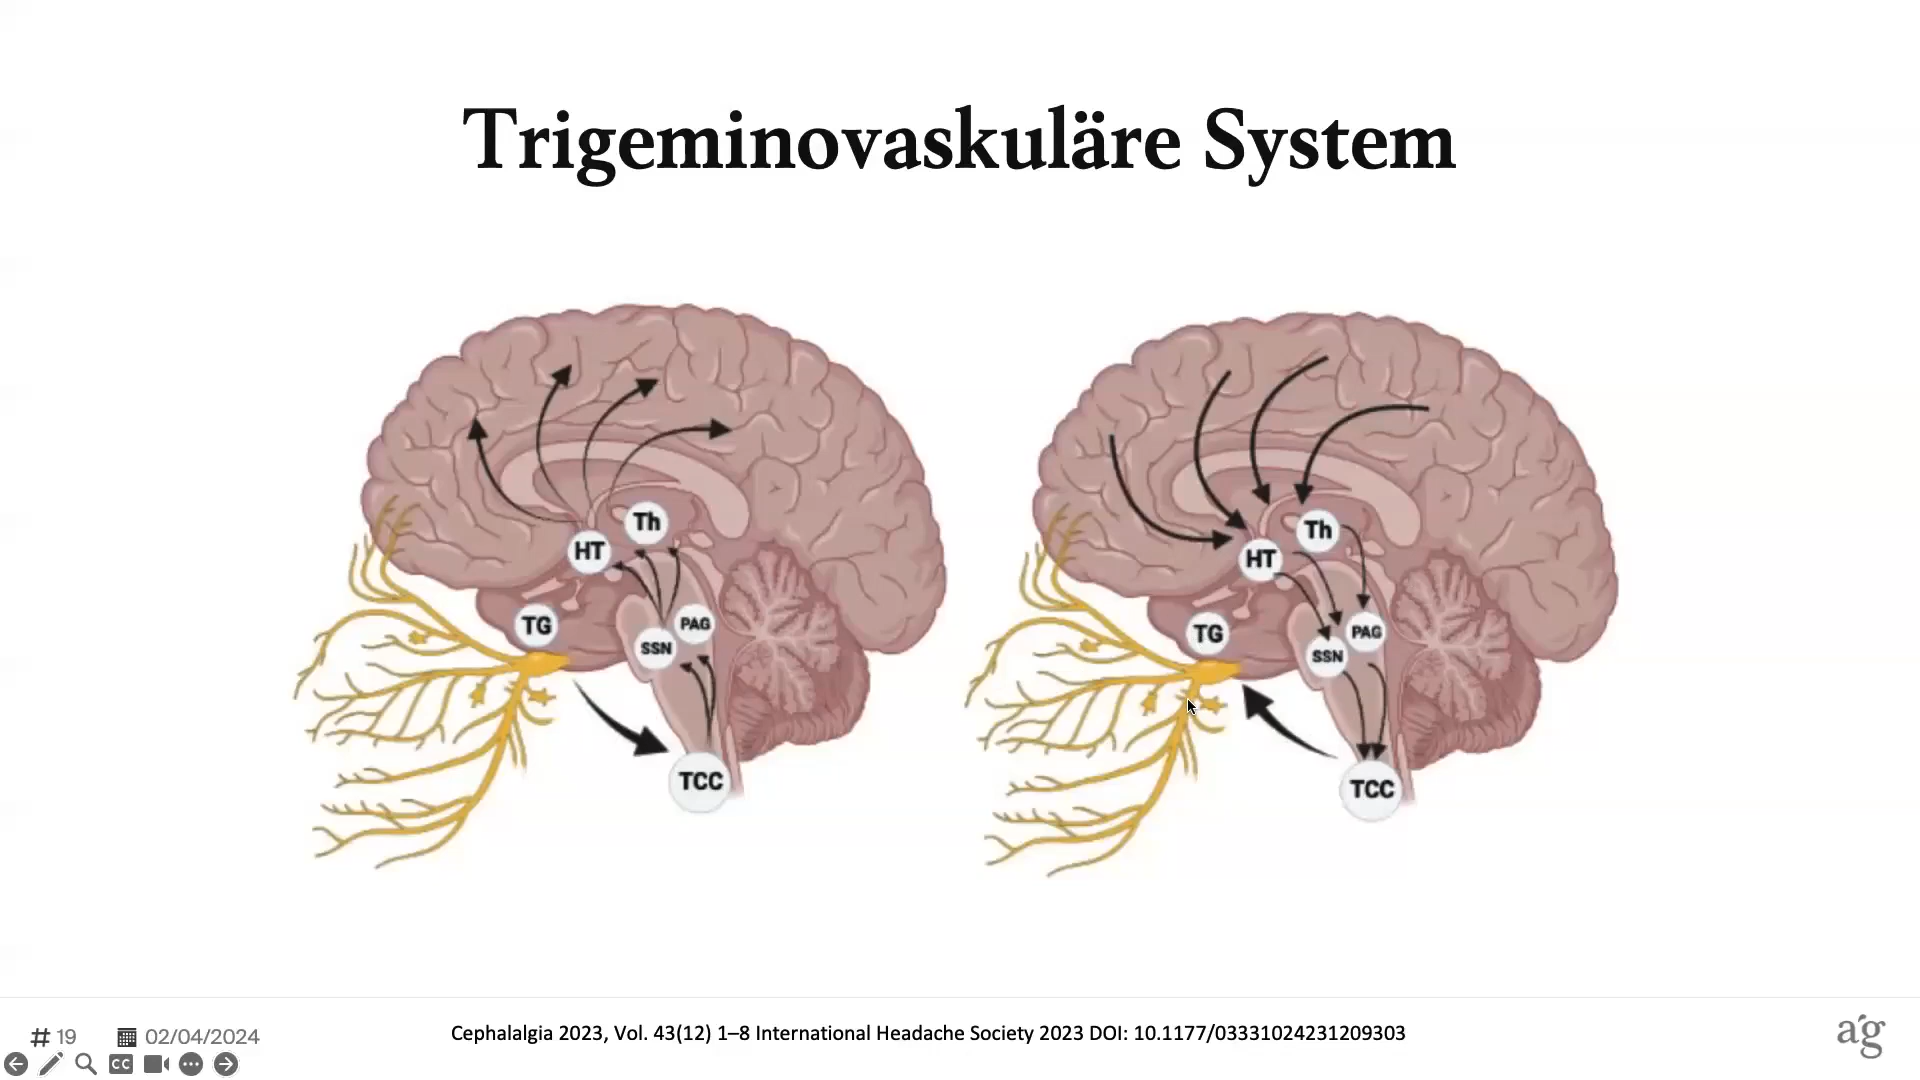 Trigeminovaskuläre System
Th
HT
TG
PAG
SSN
TCC
Th
HT
TG
PAG
SSN
TCC
# 19
02/04/2024
Cephalalgia 2023, Vol. 43(12) 1–8 International Headache Society 2023 DOI: 10.1177/03331024231209303
a'g
CC